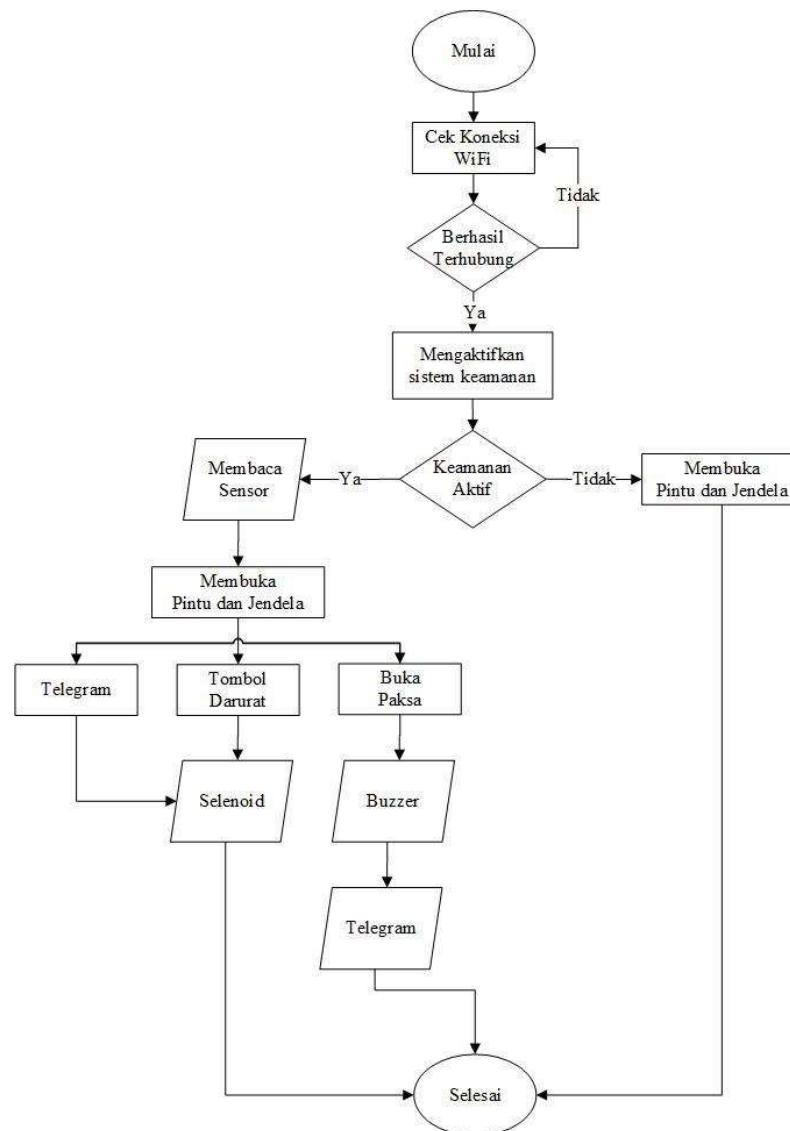 Mulai
Cek Koneksi
WiFi
Tidak
Berhasil
Terhubung
Ya
Mengaktifkan
sistem keamanan
Membaca
Sensor
Ya
Keamanan
Aktif
Tidak
Membuka
Pintu dan Jendela
Membuka
Pintu dan Jendela
Telegram
Tombol
Darurat
Buka
Paksa
Selenoid
Buzzer
Telegram
Selesai